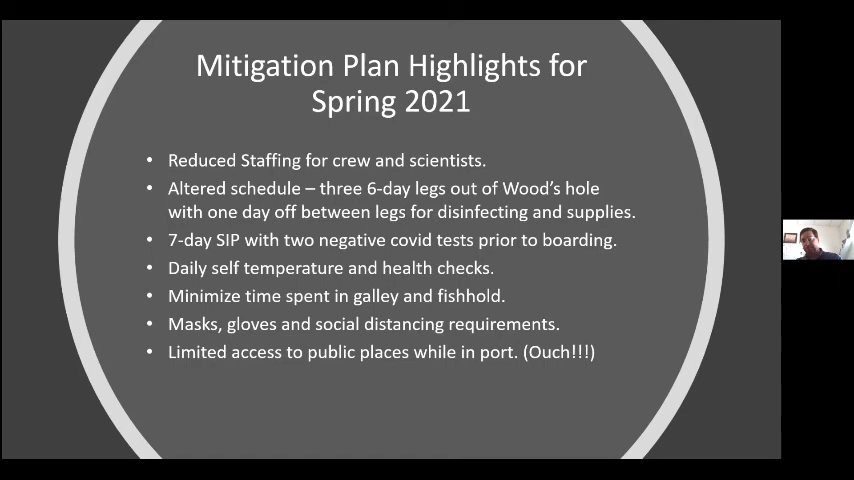 Mitigation Plan Highlights for
Spring 2021
• Reduced Staffing for crew and scientists.
• Altered schedule – three 6-day legs out of Wood’s hole
with one day off between legs for disinfecting and supplies.
• 7-day SIP with two negative covid tests prior to boarding.
• Daily self temperature and health checks.
• Minimize time spent in galley and fishhold.
• Masks, gloves and social distancing requirements.
• Limited access to public places while in port. (Ouch!!!)